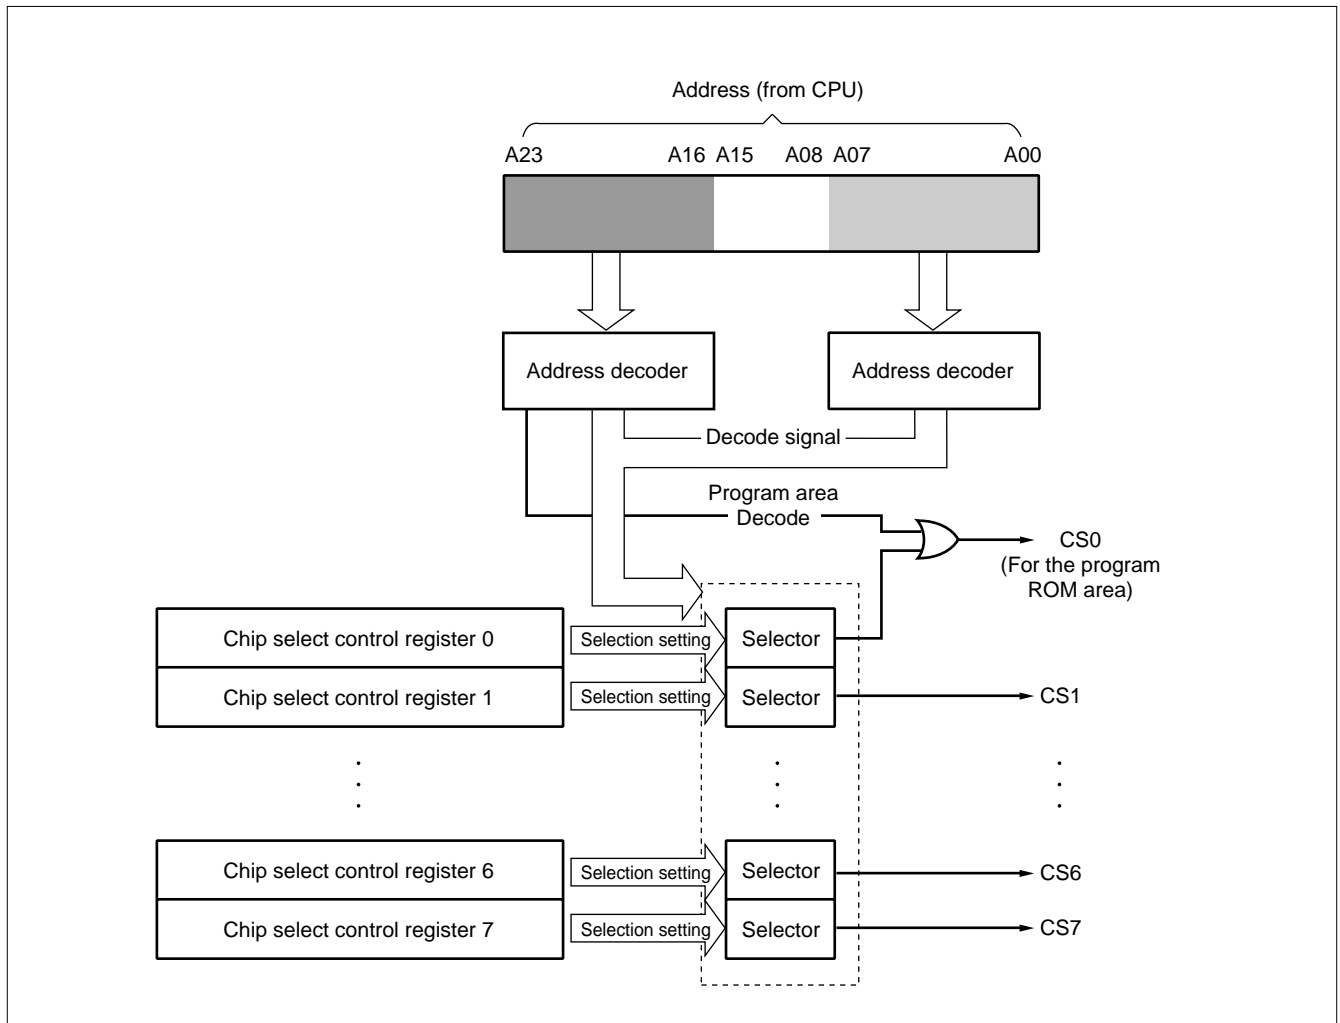 Address (from CPU)
A23 A16 A15 A08 A07 A00
Address decoder Address decoder
Decode signal
Program area
Decode
CS0
(For the program
ROM area)
Chip select control register 0 Selection setting Selector
Chip select control register 1 Selection setting Selector CS1
Chip select control register 6 Selection setting Selector CS6
Chip select control register 7 Selection setting Selector CS7